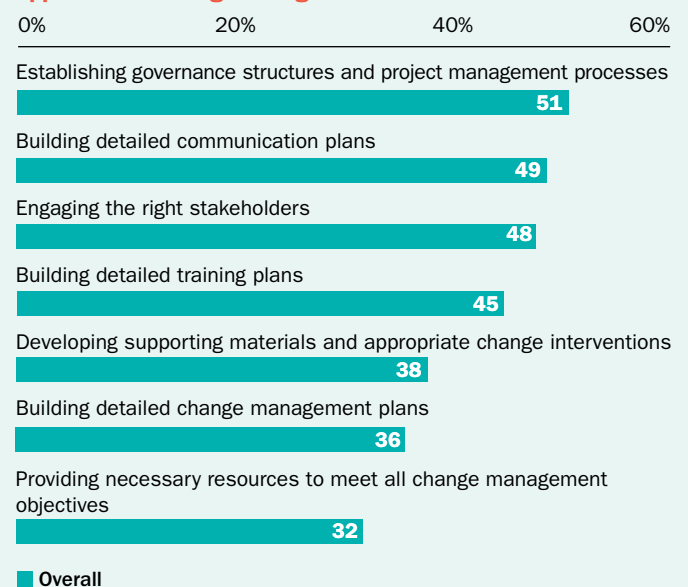 0% 20% 40% 60%
Establishing governance structures and project management processes
51
Building detailed communication plans
49
Engaging the right stakeholders
48
Building detailed training plans
45
Developing supporting materials and appropriate change interventions
38
Building detailed change management plans
36
Providing necessary resources to meet all change management
objectives
32
Overall